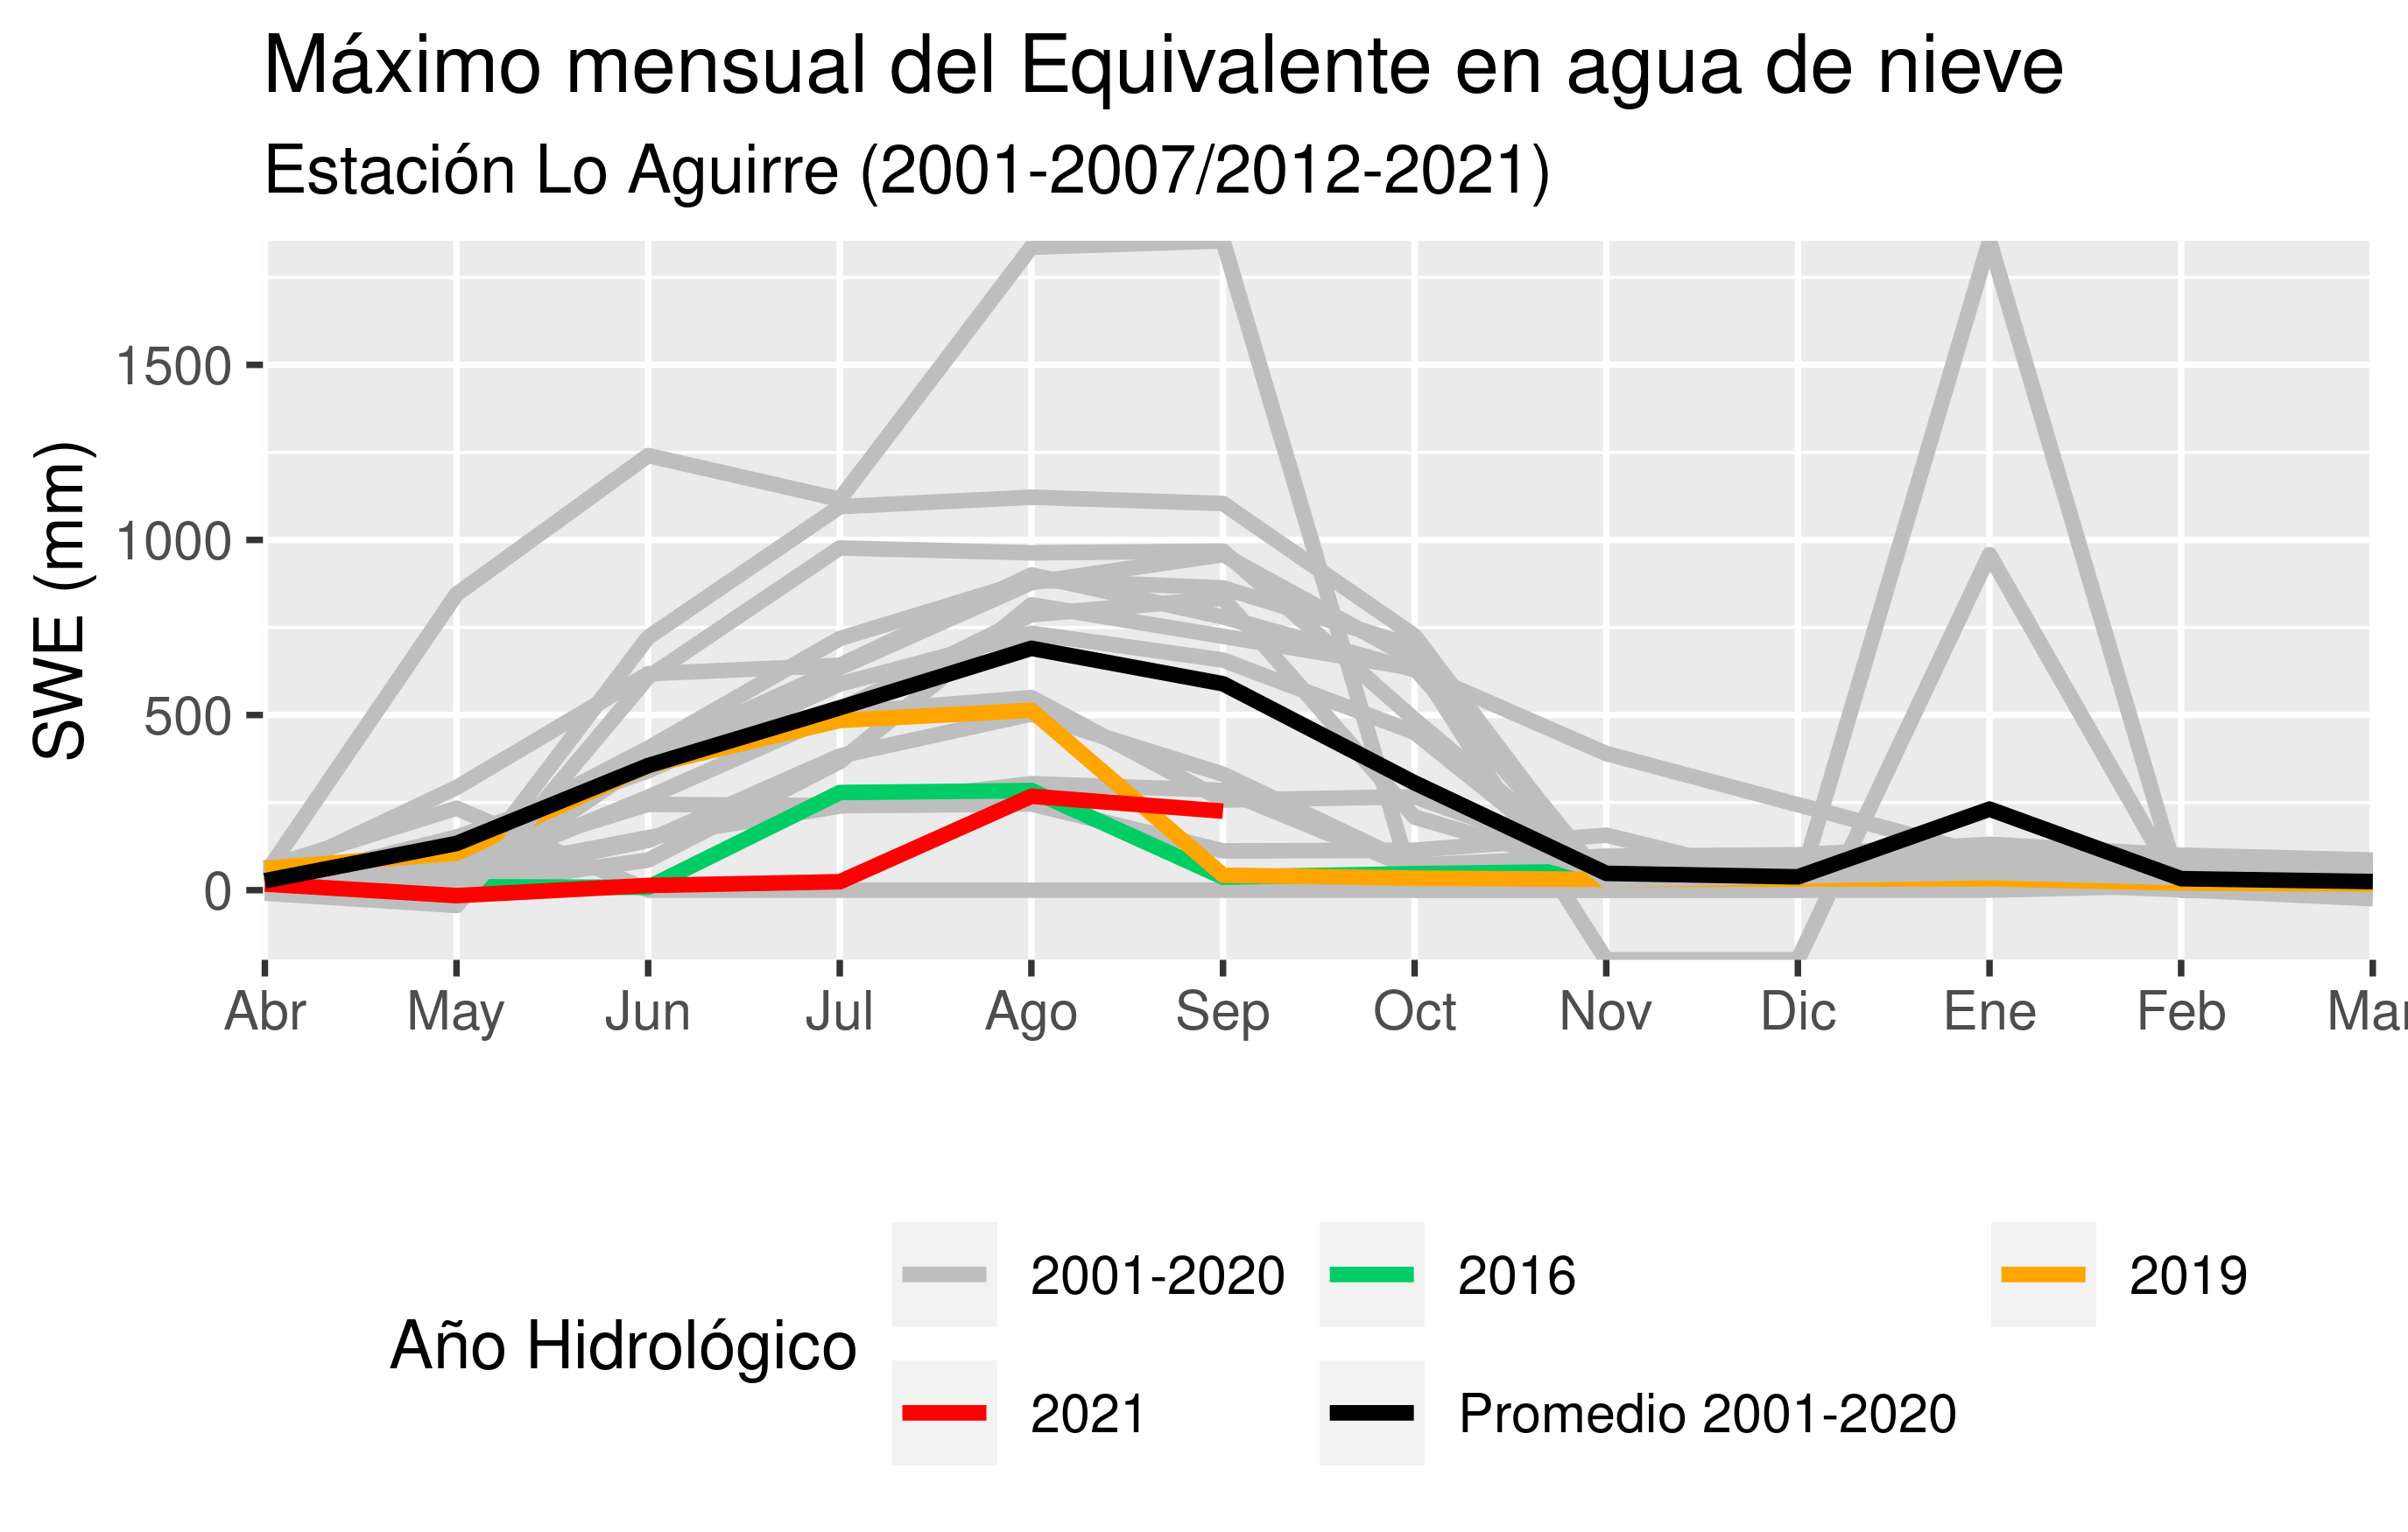 Máximo mensual del Equivalente en agua de nieve
Estación Lo Aguirre (2001-2007/2012-2021)
SWE (mm)
1500
1000
500
0
Abr May Jun Jul Ago Sep Oct Nov Dic Ene Feb Mar
Año Hidrológico
2001-2020 2016 2019
2021 Promedio 2001-2020